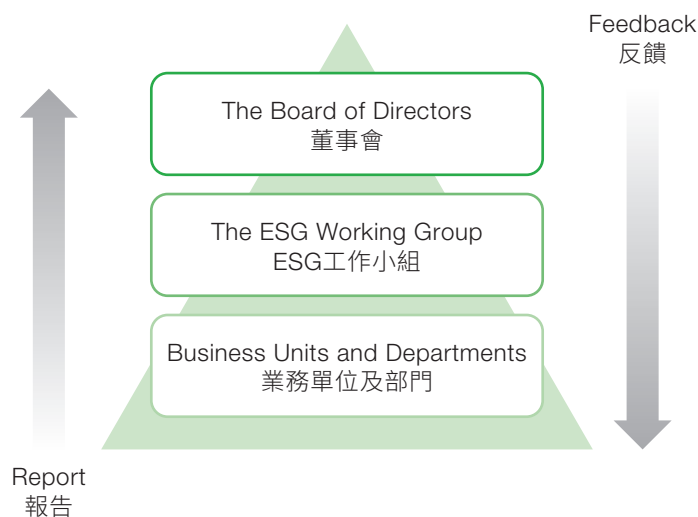 Feedback
反饋
The Board of Directors
董事會
The ESG Working Group
ESG工作小組
Business Units and Departments
業務單位及部門
Report
報告